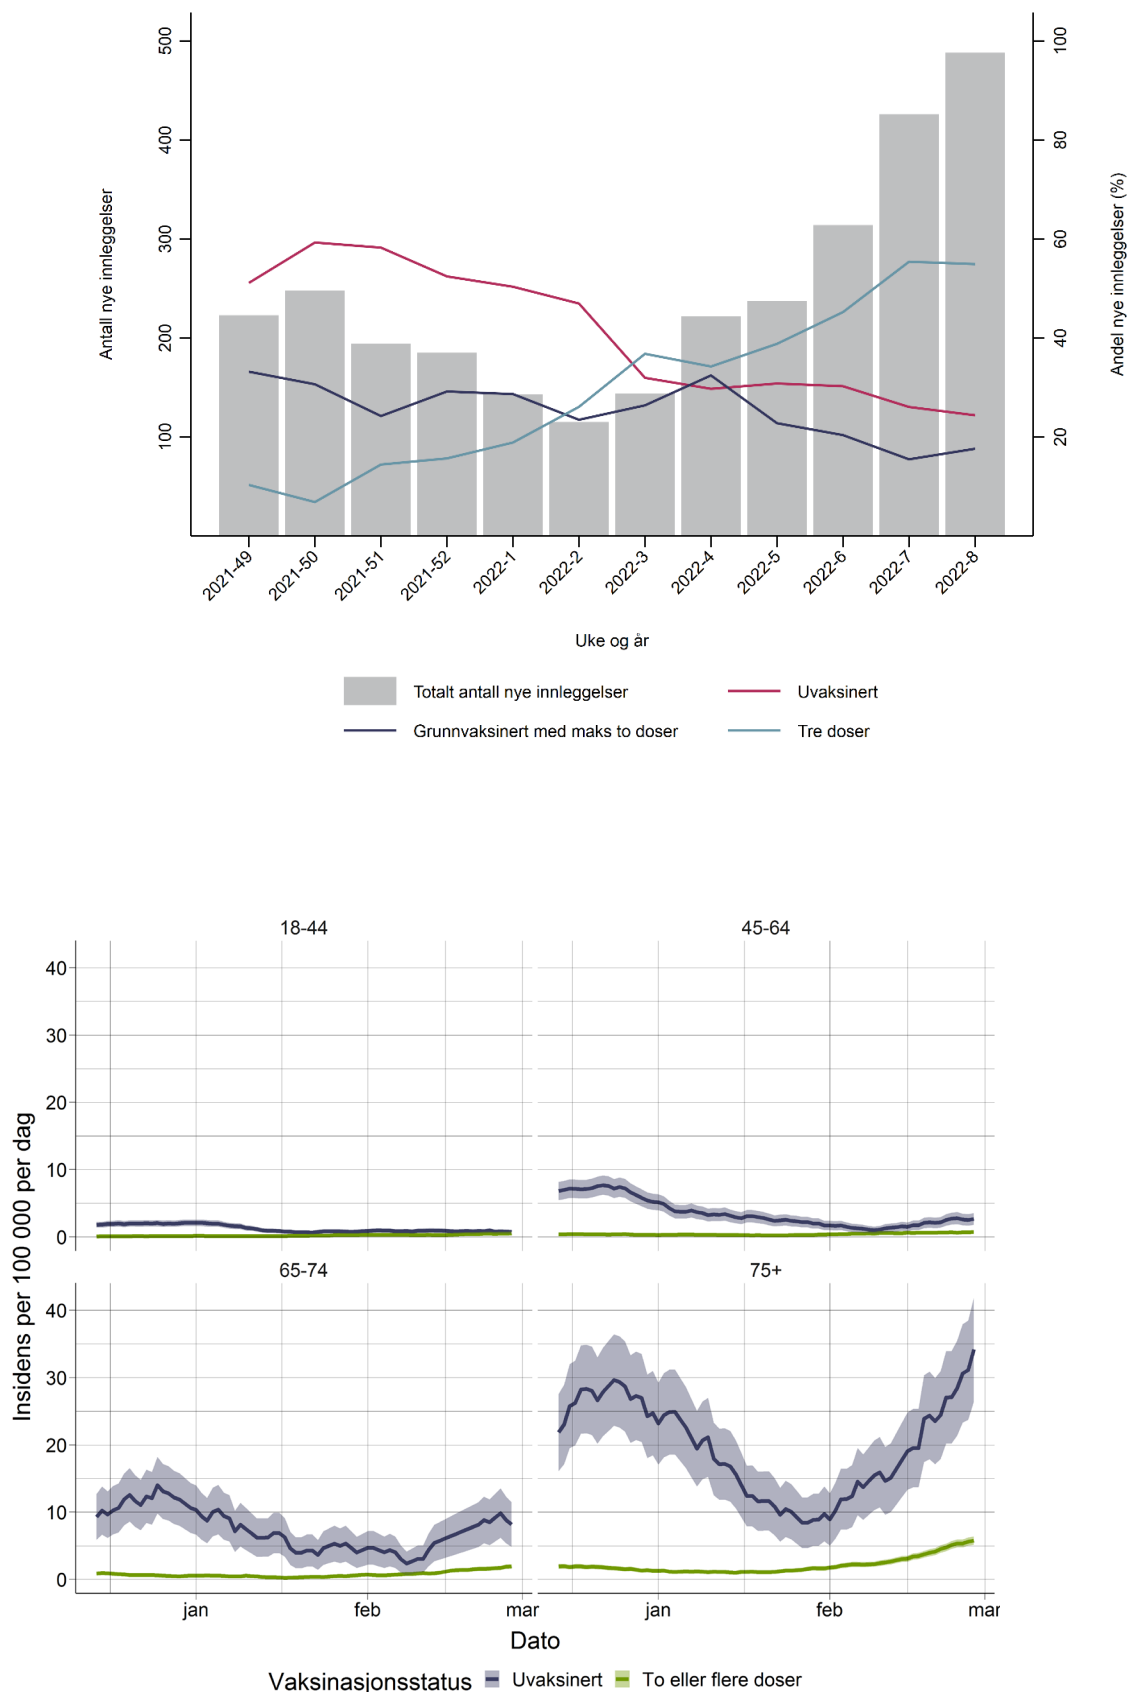 500
400
300
200
100
Antall nye innleggelser
100
80
60
40
20
Andel nye innleggelser (%)
2021-49
2021-50
2021-51
2021-52
2022-1
2022-2
2022-3
2022-4
2022-5
2022-6
2022-7
2022-8
Uke og år
Totalt antall nye innleggelser
Uvaksinert
Grunnvaksinert med maks to doser
Tre doser
18-44
45-64
40
30
20
10
0
Insidens per 100 000 per dag
65-74
75+
40
30
20
10
0
jan
feb
mar
jan
feb
mar
Dato
Vaksinasjonsstatus
Uvaksinert
To eller flere doser